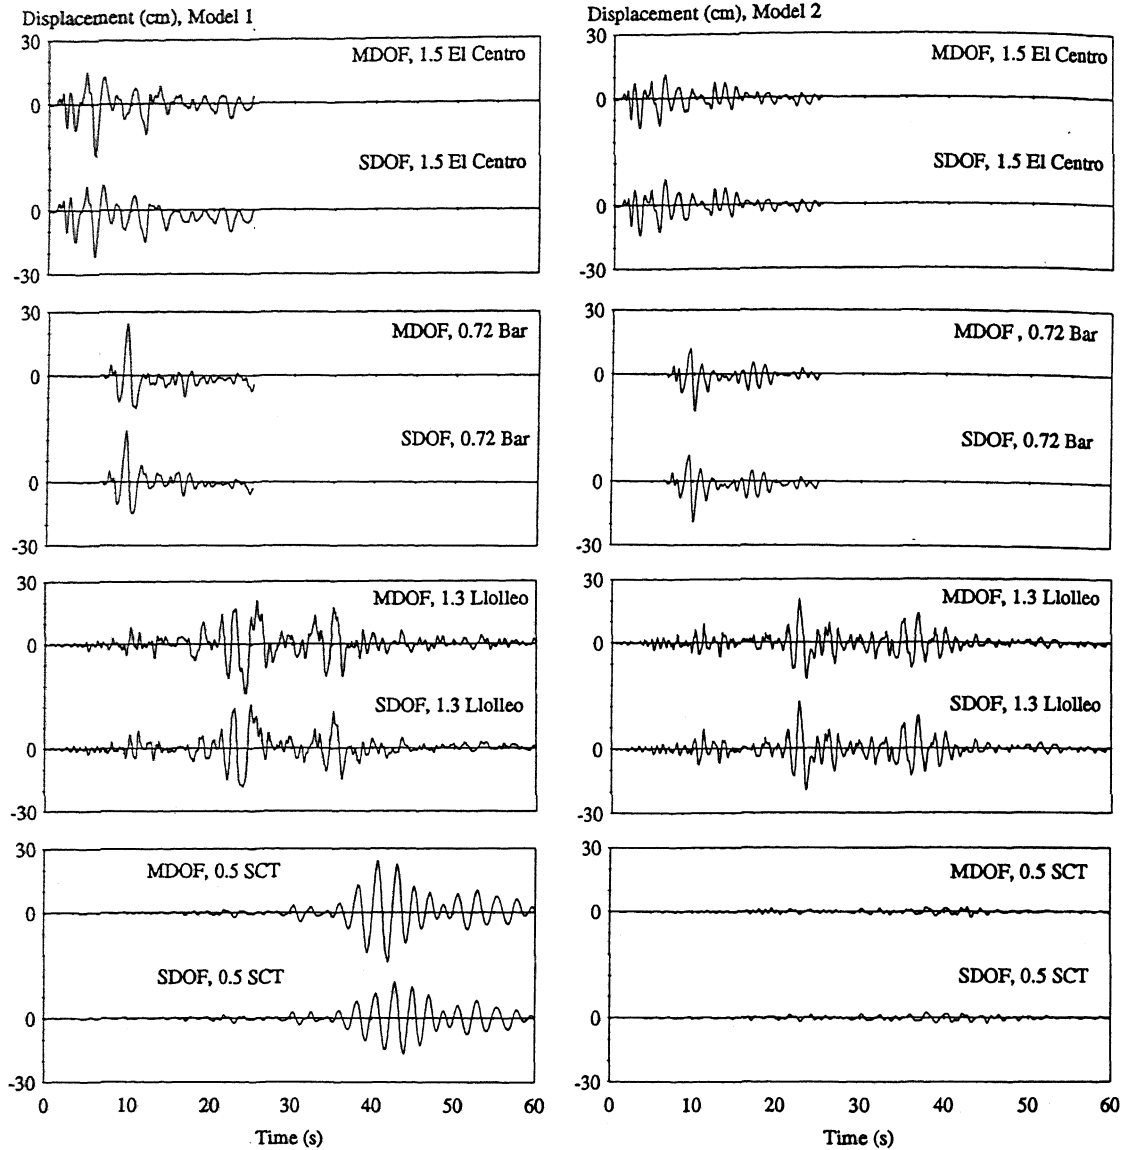 Displacement (cm), Model 1
30
MDOF, 1.5 El Centro
0
SDOF, 1.5 El Centro
0
-30
30
MDOF, 0.72 Bar
0
SDOF, 0.72 Bar
0
-30
30
MDOF, 1.3 Llolleo
0
SDOF, 1.3 Llolleo
0
-30
30
MDOF, 0.5 SCT
0
SDOF, 0.5 SCT
0
-30
0 10 20 30 40 50 60
Time (s)
Displacement (cm), Model 2
30
MDOF, 1.5 El Centro
0
SDOF, 1.5 El Centro
0
-30
30
MDOF , 0.72 Bar
0
SDOF, 0.72 Bar
0
-30
30
MDOF, 1.3 Llolleo
0
SDOF, 1.3 Llolleo
0
-30
30
MDOF, 0.5 SCT
0
SDOF, 0.5 SCT
0
-30
0 10 20 30 40 50 60
Time (s)